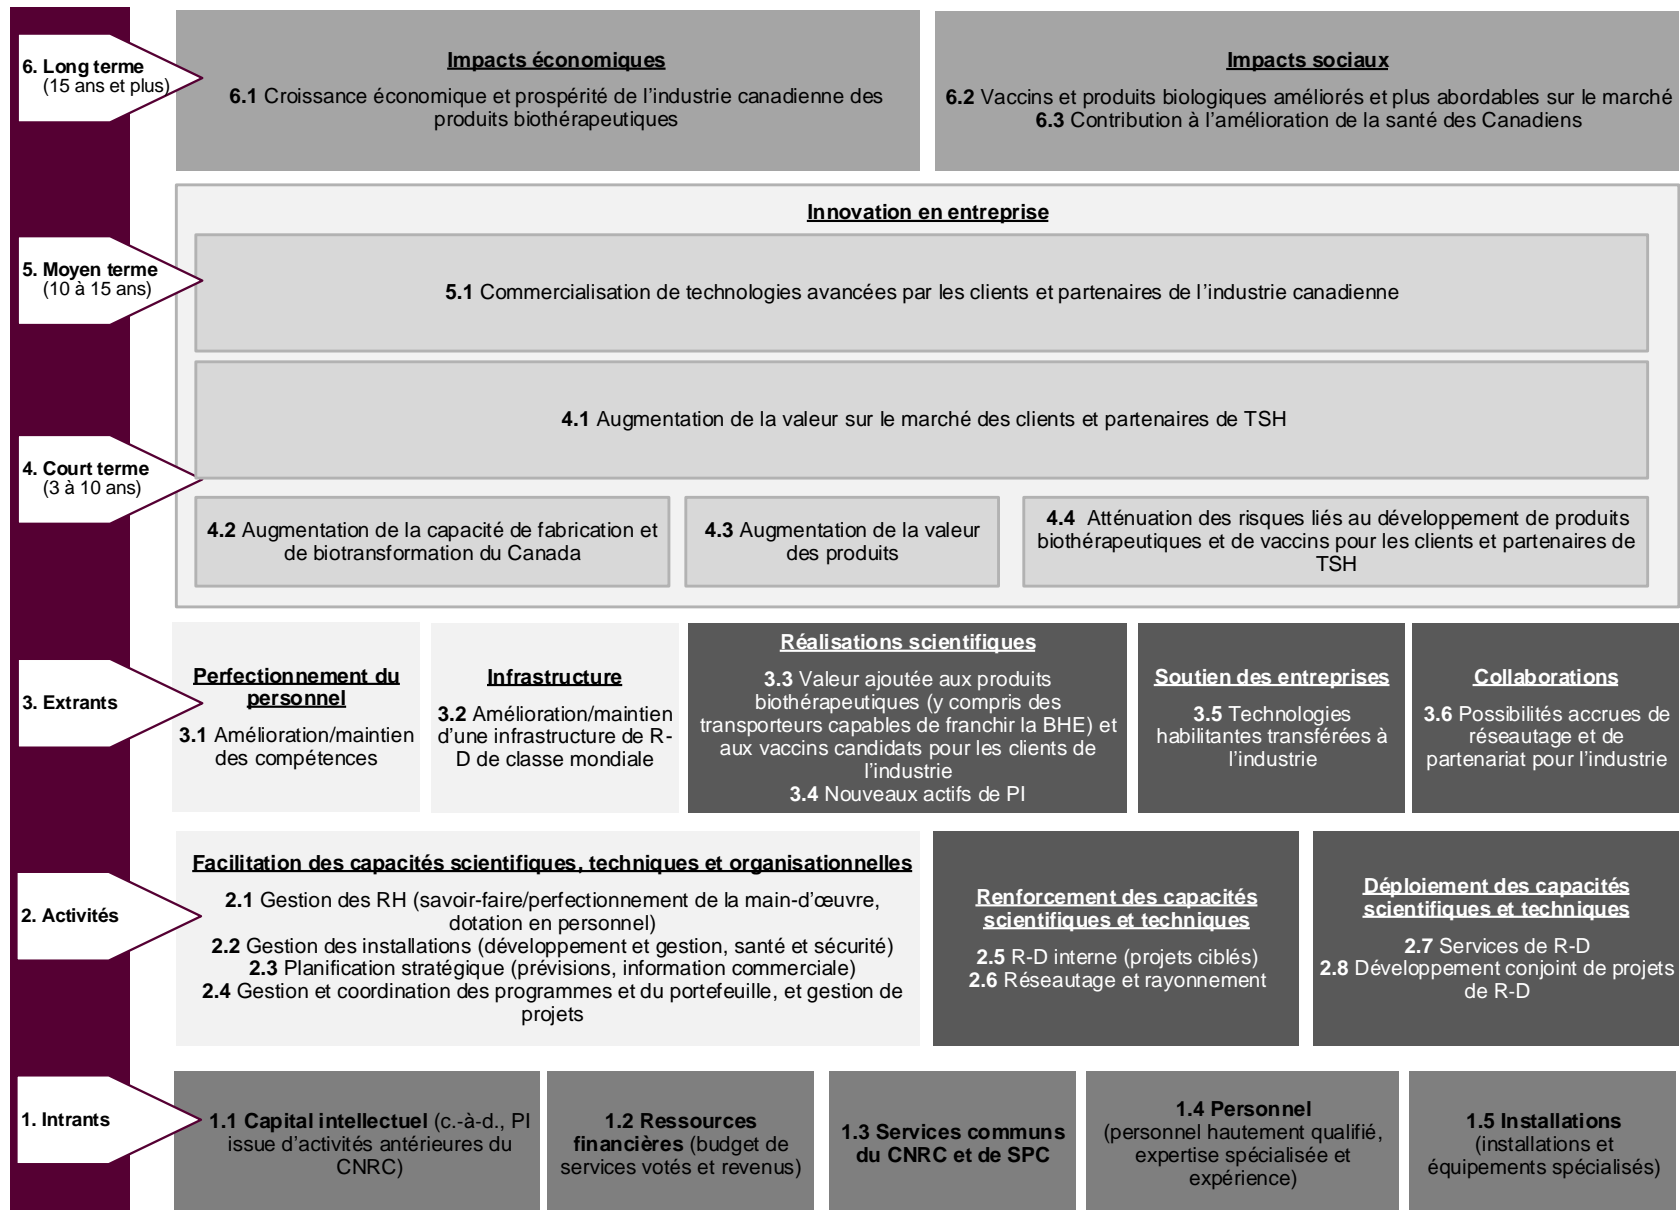 6. Long terme
(15 ans et plus)
Impacts économiques
6.1 Croissance économique et prospérité de l'industrie canadienne des
produits biothérapeutiques
Impacts sociaux
6.2 Vaccins et produits biologiques améliorés et plus abordables sur le marché
6.3 Contribution à l'amélioration de la santé des Canadiens
Innovation en entreprise
5. Moyen terme
(10 à 15 ans)
5.1 Commercialisation de technologies avancées par les clients et partenaires de l'industrie canadienne
4.1 Augmentation de la valeur sur le marché des clients et partenaires de TSH
4. Court terme
(3 à 10 ans)
4.2 Augmentation de la capacité de fabrication et
de biotransformation du Canada
4.3 Augmentation de la valeur
des produits
4.4 Atténuation des risques liés au développement de produits
biothérapeutiques et de vaccins pour les clients et partenaires de
TSH
3. Extrants
Perfectionnement du
personnel
3.1 Amélioration/maintien
des compétences
Infrastructure
3.2 Amélioration/maintien
d'une infrastructure de R-
D de classe mondiale
Réalisations scientifiques
3.3 Valeur ajoutée aux produits
biothérapeutiques (y compris des
transporteurs capables de franchir la BHE) et
aux vaccins candidats pour les clients de
l'industrie
3.4 Nouveaux actifs de PI
Soutien des entreprises
3.5 Technologies
habilitantes transférées à
l'industrie
Collaborations
3.6 Possibilités accrues de
réseautage et de
partenariat pour l'industrie
2. Activités
Facilitation des capacités scientifiques, techniques et organisationnelles
2.1 Gestion des RH (savoir-faire/perfectionnement de la main-d'œuvre,
dotation en personnel)
2.2 Gestion des installations (développement et gestion, santé et sécurité)
2.3 Planification stratégique (prévisions, information commerciale)
2.4 Gestion et coordination des programmes et du portefeuille, et gestion de
projets
Renforcement des capacités
scientifiques et techniques
2.5 R-D interne (projets ciblés)
2.6 Réseautage et rayonnement
Déploiement des capacités
scientifiques et techniques
2.7 Services de R-D
2.8 Développement conjoint de projets
de R-D
1. Intrants
1.1 Capital intellectuel (c.-à-d., PI
issue d'activités antérieures du
CNRC)
1.2 Ressources
financières (budget de
services votés et revenus)
1.3 Services communs
du CNRC et de SPC
1.4 Personnel
(personnel hautement qualifié,
expertise spécialisée et
expérience)
1.5 Installations
(installations et
équipements spécialisés)